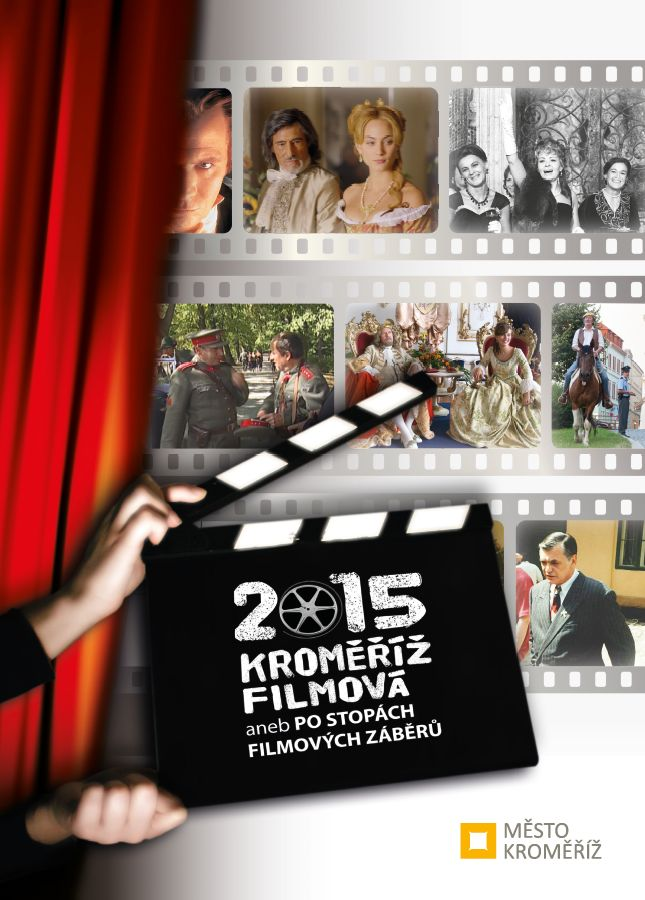 2015
KROMĚŘÍŽ
FILMOVÁ
aneb PO STOPÁCH
FILMOVÝCH ZÁBĚRŮ
MĚSTO
KROMĚŘÍŽ